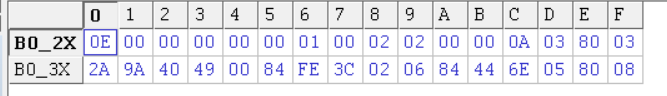 0 1 2 3 4 5 6 7 8 9 A B C D E F
B0_2X 0E 00 00 00 00 00 01 00 02 02 00 00 0A 03 80 03
B0_3X 2A 9A 40 49 00 84 FE 3C 02 06 84 44 6E 05 80 08